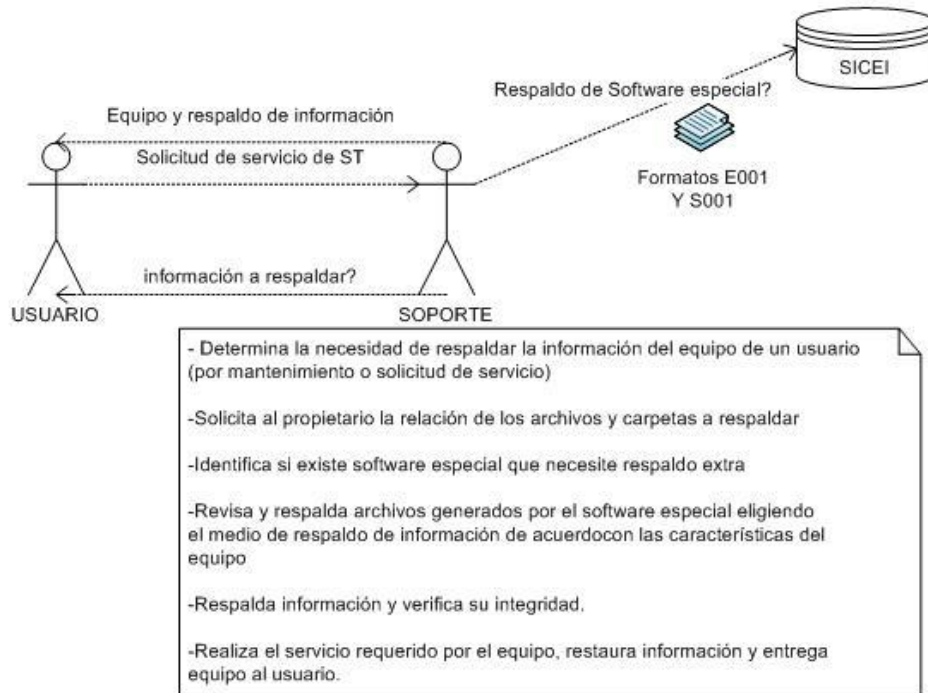 SICEI
Respaldo de Software especial?
Equipo y respaldo de información
Solicitud de servicio de ST
Formatos E001
Y S001
información a respaldar?
USUARIO
SOPORTE
- Determina la necesidad de respaldar la información del equipo de un usuario
(por mantenimiento o solicitud de servicio)
-Solicita al propietario la relación de los archivos y carpetas a respaldar
-Identifica si existe software especial que necesite respaldo extra
-Revisa y respalda archivos generados por el software especial eligiendo
el medio de respaldo de información de acuerdocon las características del
equipo
-Respalda información y verifica su integridad.
-Realiza el servicio requerido por el equipo, restaura información y entrega
equipo al usuario.